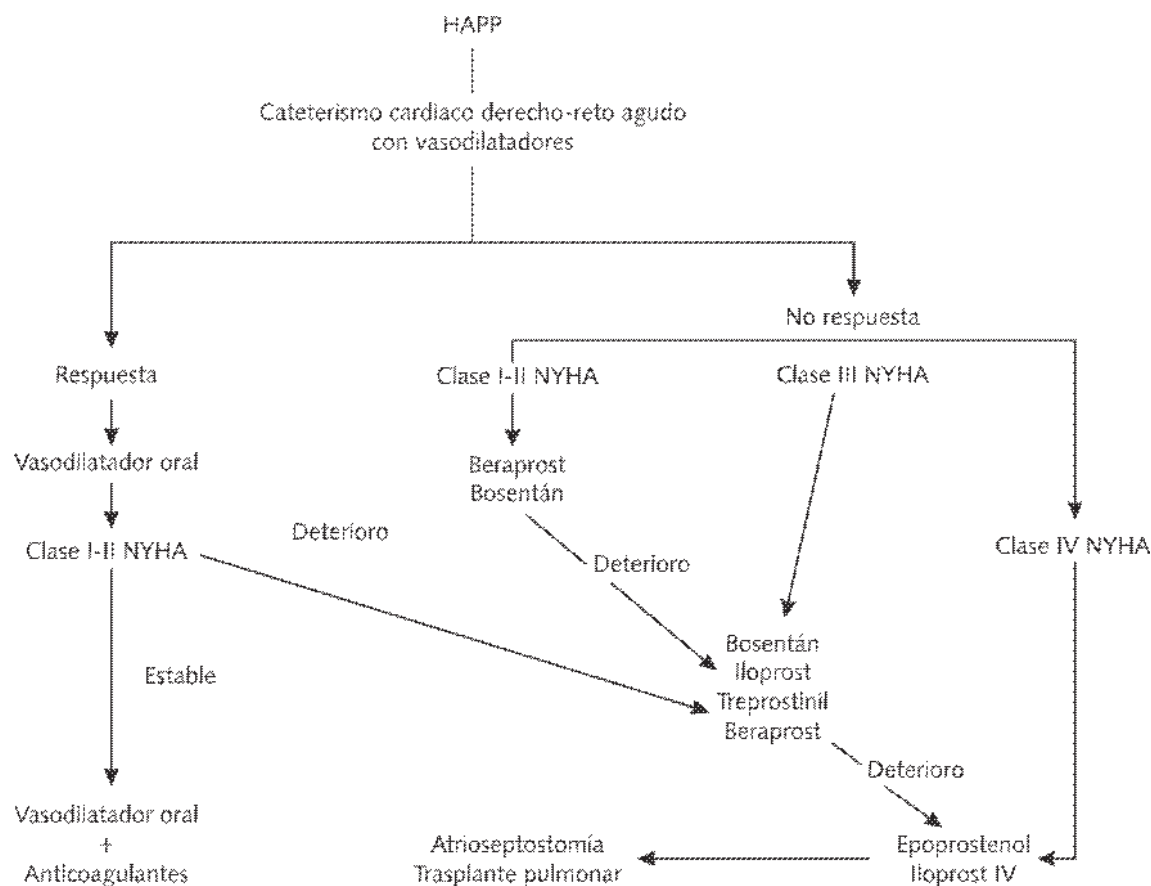 HAPP
Cateterismo cardiaco derecho-reto agudo
con vasodilatadores
No respuesta
Respuesta
Clase I-II NYHA
Clase III NYHA
Vasodilatador oral
Beraprost
Bosentán
Deterioro
Clase I-II NYHA
Deterioro
Clase IV NYHA
Estable
Bosentán
Iloprost
Treprostinil
Beraprost
Deterioro
Vasodilatador oral
+
Anticoagulantes
Atrioseptostomía
Trasplante pulmonar
Epoprostenol
Iloprost IV